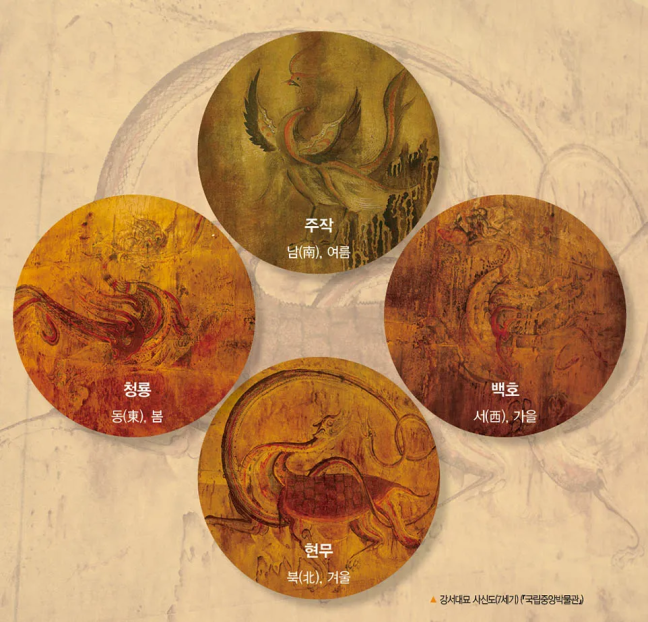 주작
남(南), 여름
청룡
동(東), 봄
백호
서(西), 가을
현무
북(北), 겨울
▲ 강서대묘 사신도(7세기) (『국립중앙박물관』)